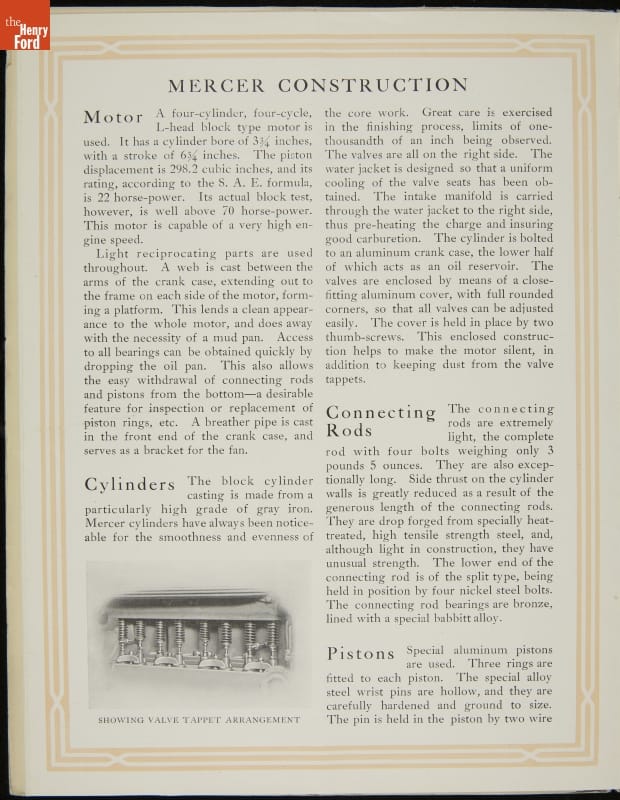 the
Henry
Ford
MERCER CONSTRUCTION
Motor A four-cylinder, four-cycle,
L-head block type motor is
used. It has a cylinder bore of 3¾ inches,
with a stroke of 6¾ inches. The piston
displacement is 298.2 cubic inches, and its
rating, according to the S. A. E. formula,
is 22 horse-power. Its actual block test,
however, is well above 70 horse-power.
This motor is capable of a very high en-
gine speed.
Light reciprocating parts are used
throughout. A web is cast between the
arms of the crank case, extending out to
the frame on each side of the motor, form-
ing a platform. This lends a clean appear-
ance to the whole motor, and does away
with the necessity of a mud pan. Access
to all bearings can be obtained quickly by
dropping the oil pan. This also allows
the easy withdrawal of connecting rods
and pistons from the bottom—a desirable
feature for inspection or replacement of
piston rings, etc. A breather pipe is cast
in the front end of the crank case, and
serves as a bracket for the fan.
Cylinders The block cylinder
casting is made from a
particularly high grade of gray iron.
Mercer cylinders have always been notice-
able for the smoothness and evenness of
SHOWING VALVE TAPPET ARRANGEMENT
the core work. Great care is exercised
in the finishing process, limits of one-
thousandth of an inch being observed.
The valves are all on the right side. The
water jacket is designed so that a uniform
cooling of the valve seats has been ob-
tained. The intake manifold is carried
through the water jacket to the right side,
thus pre-heating the charge and insuring
good carburetion. The cylinder is bolted
to an aluminum crank case, the lower half
of which acts as an oil reservoir. The
valves are enclosed by means of a close-
fitting aluminum cover, with full rounded
corners, so that all valves can be adjusted
easily. The cover is held in place by two
thumb-screws. This enclosed construc-
tion helps to make the motor silent, in
addition to keeping dust from the valve
tappets.
Connecting Rods The connecting
rods are extremely
light, the complete
rod with four bolts weighing only 3
pounds 5 ounces. They are also excep-
tionally long. Side thrust on the cylinder
walls is greatly reduced as a result of the
generous length of the connecting rods.
They are drop forged from specially heat-
treated, high tensile strength steel, and,
although light in construction, they have
unusual strength. The lower end of the
connecting rod is of the split type, being
held in position by four nickel steel bolts.
The connecting rod bearings are bronze,
lined with a special babbitt alloy.
Pistons Special aluminum pistons
are used. Three rings are
fitted to each piston. The special alloy
steel wrist pins are hollow, and they are
carefully hardened and ground to size.
The pin is held in the piston by two wire